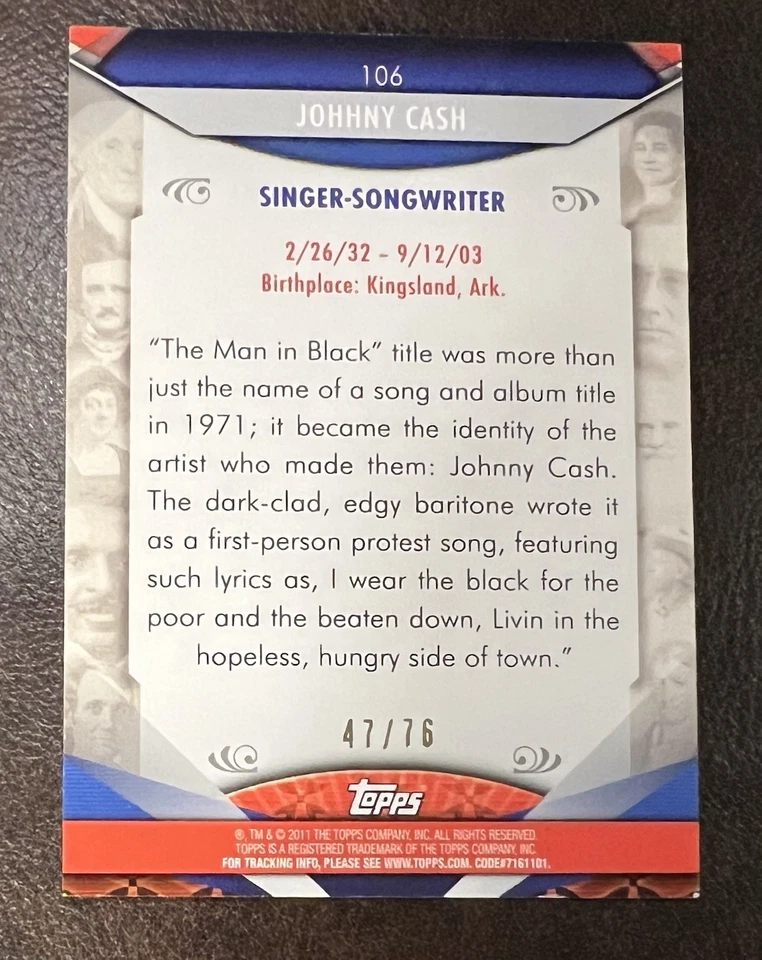 106
JOHHNY CASH
SINGER-SONGWRITER
2/26/32 – 9/12/03
Birthplace: Kingsland, Ark.
“The Man in Black” title was more than
just the name of a song and album title
in 1971; it became the identity of the
artist who made them: Johnny Cash.
The dark-clad, edgy baritone wrote it
as a first-person protest song, featuring
such lyrics as, I wear the black for the
poor and the beaten down, Livin in the
hopeless, hungry side of town.”
47/76
topps
®, TM & © 2011 THE TOPPS COMPANY, INC. ALL RIGHTS RESERVED.
TOPPS IS A REGISTERED TRADEMARK OF THE TOPPS COMPANY, INC.
FOR TRACKING INFO, PLEASE SEE WWW.TOPPS.COM. CODE#7161101.